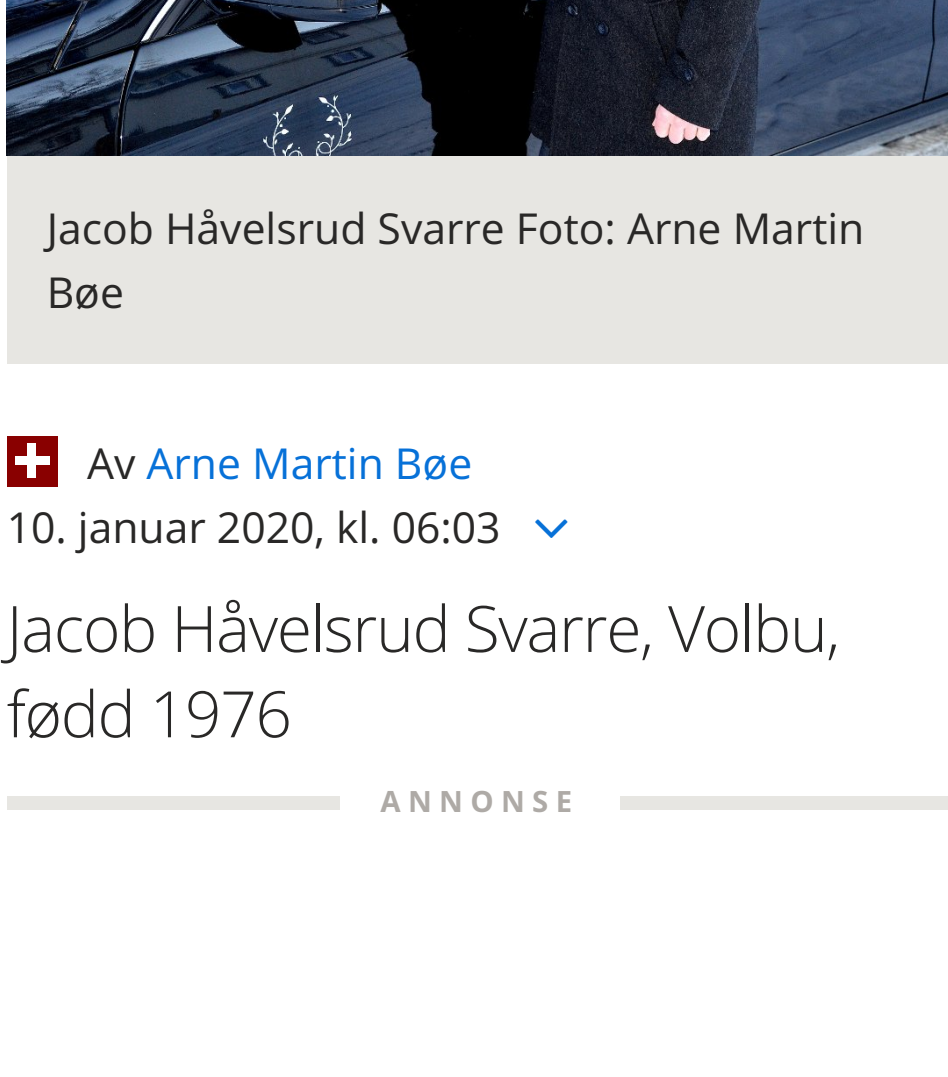 Jacob Håvelsrud Svarre Foto: Arne Martin
Bøe
Av Arne Martin Bøe
10. januar 2020, kl. 06:03
Jacob Håvelsrud Svarre, Volbu,
fødd 1976
ANNONSE